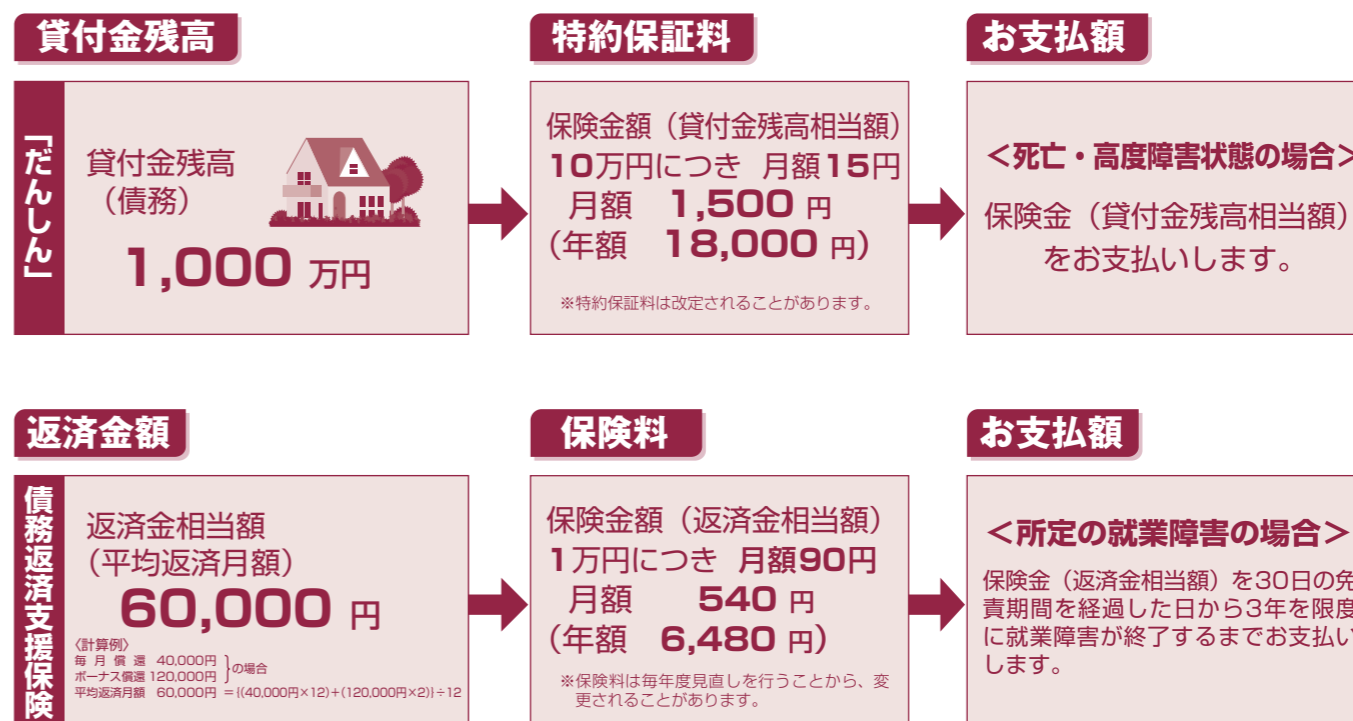 貸付金残高
特約保証料
お支払額
「だんしん」
貸付金残高
（債務）
1,000 万円
保険金額（貸付金残高相当額）
10万円につき 月額15円
月額 1,500 円
（年額 18,000 円）
※特約保証料は改定されることがあります。
＜死亡・高度障害状態の場合＞
保険金（貸付金残高相当額）
をお支払いします。
返済金額
保険料
お支払額
債務返済支援保険
返済金相当額
（平均返済月額）
60,000 円
〈計算例〉
毎月償還 40,000円
ボーナス償還 120,000円
}の場合
平均返済月額 60,000円 ={(40,000円×12)+(120,000円×2)}÷12
保険金額（返済金相当額）
1万円につき 月額90円
月額 540 円
（年額 6,480 円）
※保険料は毎年度見直しを行うことから、変
更されることがあります。
＜所定の就業障害の場合＞
保険金（返済金相当額）を30日の免
責期間を経過した日から3年を限度
に就業障害が終了するまでお支払い
します。